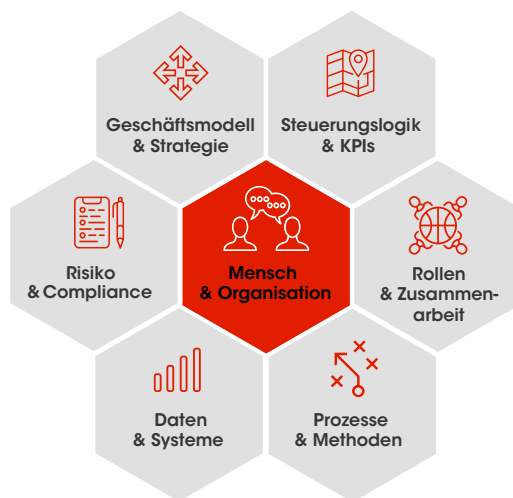 Geschäftsmodell
& Strategie
Steuerungslogik
& KPIs
Risiko
& Compliance
Mensch
& Organisation
Rollen
& Zusammen-
arbeit
Daten
& Systeme
Prozesse
& Methoden